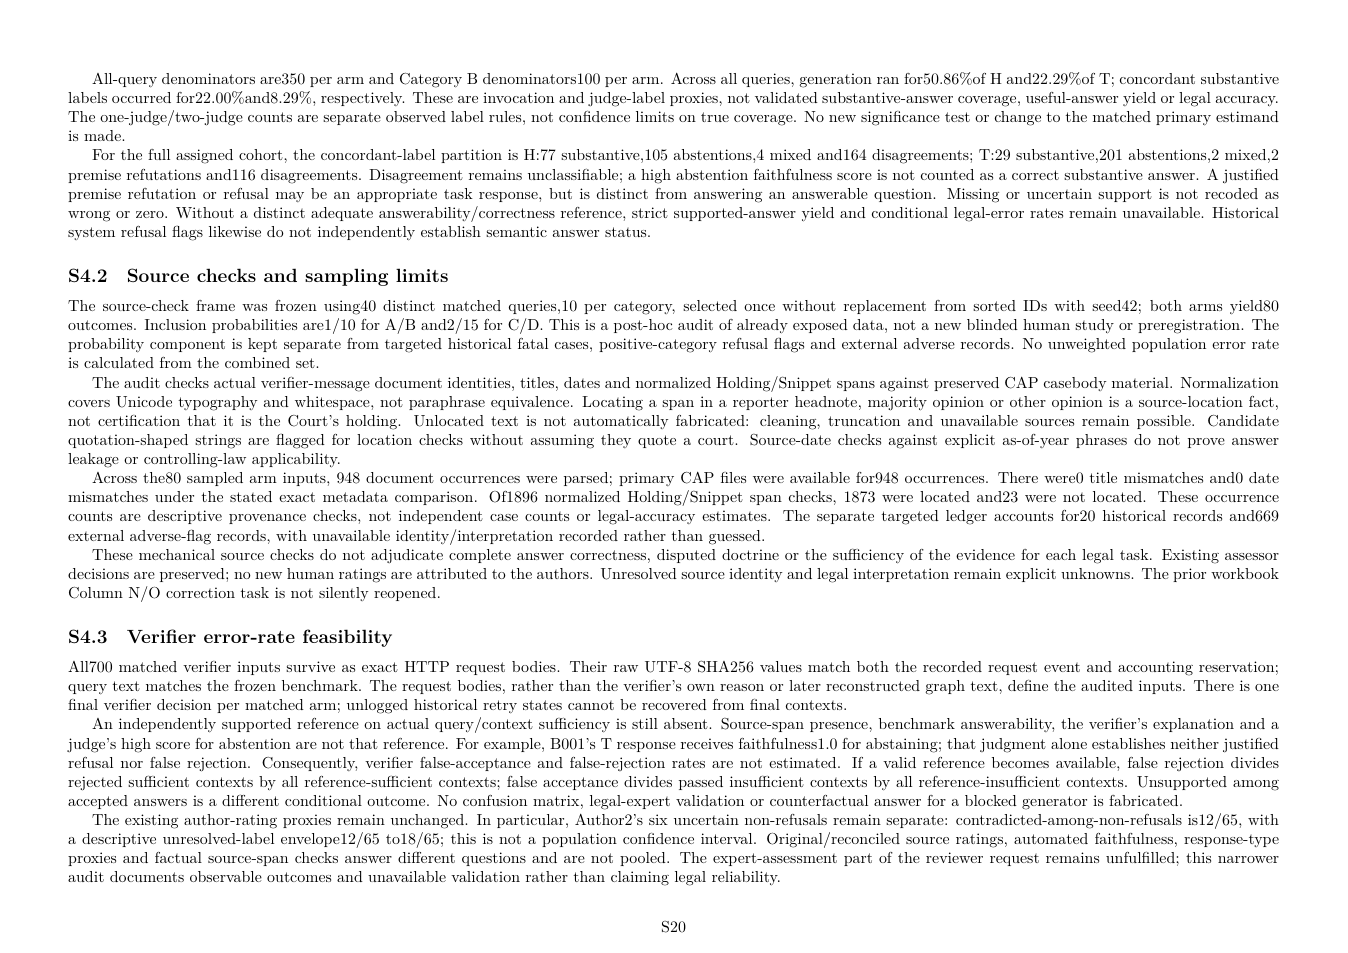 All-query denominators are350 per arm and Category B denominators100 per arm. Across all queries, generation ran for50.86%of H and22.29%of T; concordant substantive
labels occurred for22.00%and8.29%, respectively. These are invocation and judge-label proxies, not validated substantive-answer coverage, useful-answer yield or legal accuracy.
The one-judge/two-judge counts are separate observed label rules, not confidence limits on true coverage. No new significance test or change to the matched primary estimand
is made.
For the full assigned cohort, the concordant-label partition is H:77 substantive,105 abstentions,4 mixed and164 disagreements; T:29 substantive,201 abstentions,2 mixed,2
premise refutations and116 disagreements. Disagreement remains unclassifiable; a high abstention faithfulness score is not counted as a correct substantive answer. A justified
premise refutation or refusal may be an appropriate task response, but is distinct from answering an answerable question. Missing or uncertain support is not recoded as
wrong or zero. Without a distinct adequate answerability/correctness reference, strict supported-answer yield and conditional legal-error rates remain unavailable. Historical
system refusal flags likewise do not independently establish semantic answer status.
S4.2 Source checks and sampling limits
The source-check frame was frozen using40 distinct matched queries,10 per category, selected once without replacement from sorted IDs with seed42; both arms yield80
outcomes. Inclusion probabilities are1/10 for A/B and2/15 for C/D. This is a post-hoc audit of already exposed data, not a new blinded human study or preregistration. The
probability component is kept separate from targeted historical fatal cases, positive-category refusal flags and external adverse records. No unweighted population error rate
is calculated from the combined set.
The audit checks actual verifier-message document identities, titles, dates and normalized Holding/Snippet spans against preserved CAP casebody material. Normalization
covers Unicode typography and whitespace, not paraphrase equivalence. Locating a span in a reporter headnote, majority opinion or other opinion is a source-location fact,
not certification that it is the Court's holding. Unlocated text is not automatically fabricated: cleaning, truncation and unavailable sources remain possible. Candidate
quotation-shaped strings are flagged for location checks without assuming they quote a court. Source-date checks against explicit as-of-year phrases do not prove answer
leakage or controlling-law applicability.
Across the80 sampled arm inputs, 948 document occurrences were parsed; primary CAP files were available for948 occurrences. There were0 title mismatches and0 date
mismatches under the stated exact metadata comparison. Of1896 normalized Holding/Snippet span checks, 1873 were located and23 were not located. These occurrence
counts are descriptive provenance checks, not independent case counts or legal-accuracy estimates. The separate targeted ledger accounts for20 historical records and669
external adverse-flag records, with unavailable identity/interpretation recorded rather than guessed.
These mechanical source checks do not adjudicate complete answer correctness, disputed doctrine or the sufficiency of the evidence for each legal task. Existing assessor
decisions are preserved; no new human ratings are attributed to the authors. Unresolved source identity and legal interpretation remain explicit unknowns. The prior workbook
Column N/O correction task is not silently reopened.
S4.3 Verifier error-rate feasibility
All700 matched verifier inputs survive as exact HTTP request bodies. Their raw UTF-8 SHA256 values match both the recorded request event and accounting reservation;
query text matches the frozen benchmark. The request bodies, rather than the verifier's own reason or later reconstructed graph text, define the audited inputs. There is one
final verifier decision per matched arm; unlogged historical retry states cannot be recovered from final contexts.
An independently supported reference on actual query/context sufficiency is still absent. Source-span presence, benchmark answerability, the verifier's explanation and a
judge's high score for abstention are not that reference. For example, B001's T response receives faithfulness1.0 for abstaining; that judgment alone establishes neither justified
refusal nor false rejection. Consequently, verifier false-acceptance and false-rejection rates are not estimated. If a valid reference becomes available, false rejection divides
rejected sufficient contexts by all reference-sufficient contexts; false acceptance divides passed insufficient contexts by all reference-insufficient contexts. Unsupported among
accepted answers is a different conditional outcome. No confusion matrix, legal-expert validation or counterfactual answer for a blocked generator is fabricated.
The existing author-rating proxies remain unchanged. In particular, Author2's six uncertain non-refusals remain separate: contradicted-among-non-refusals is12/65, with
a descriptive unresolved-label envelope12/65 to18/65; this is not a population confidence interval. Original/reconciled source ratings, automated faithfulness, response-type
proxies and factual source-span checks answer different questions and are not pooled. The expert-assessment part of the reviewer request remains unfulfilled; this narrower
audit documents observable outcomes and unavailable validation rather than claiming legal reliability.
S20